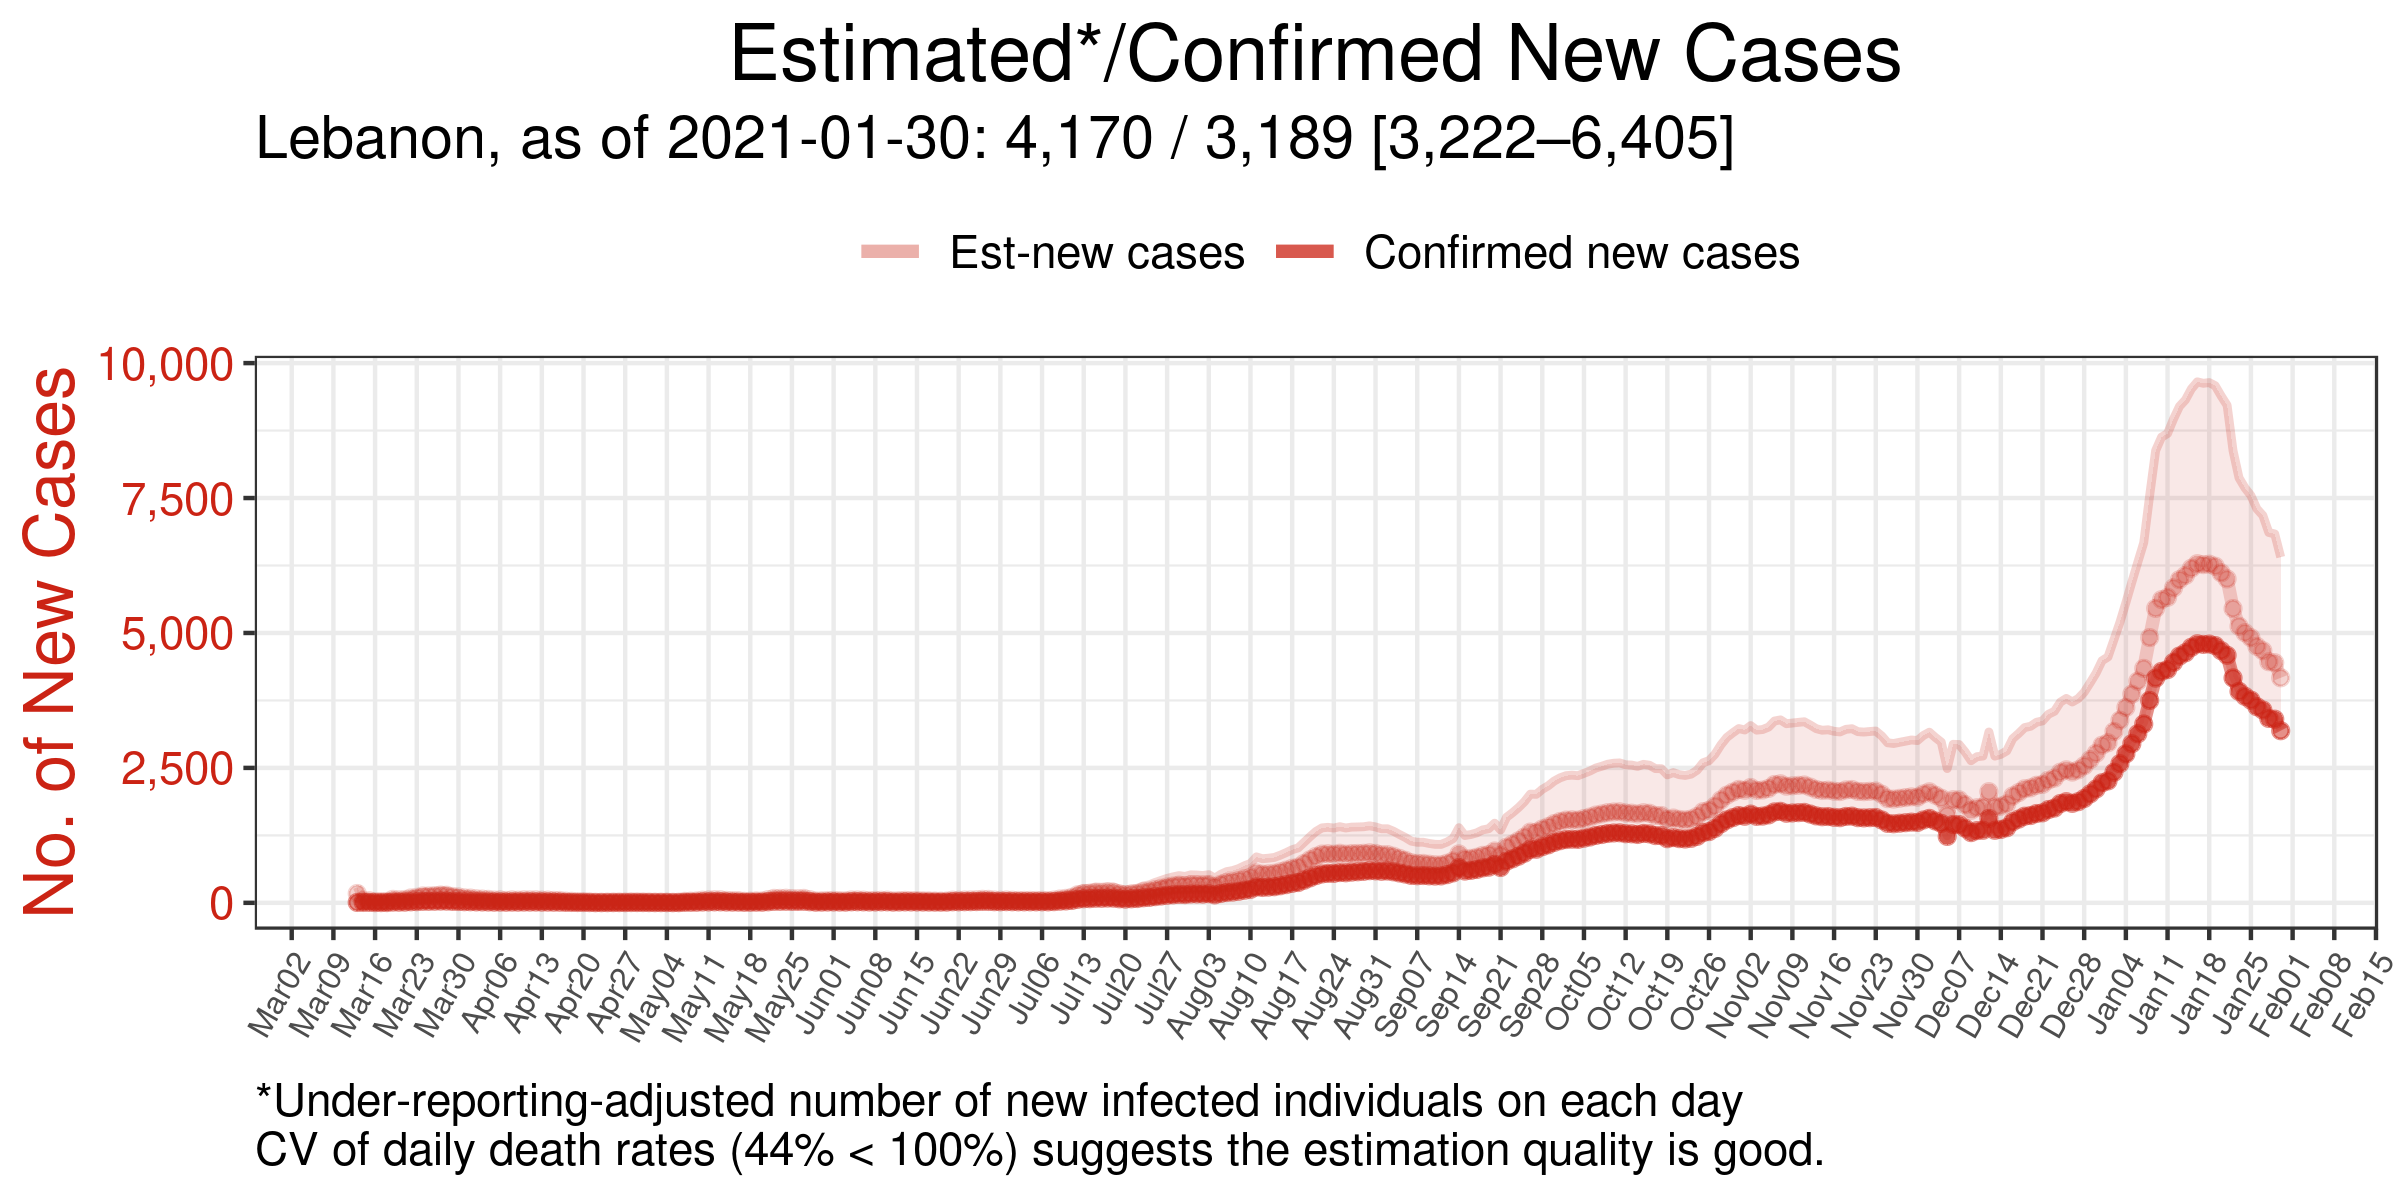 Estimated*/Confirmed New Cases
Lebanon, as of 2021-01-30: 4,170 / 3,189 [3,222–6,405]
Est-new cases
Confirmed new cases
No. of New Cases
10,000
7,500
5,000
2,500
0
Mar02
Mar09
Mar16
Mar23
Mar30
Apr06
Apr13
Apr20
Apr27
May04
May11
May18
May25
Jun01
Jun08
Jun15
Jun22
Jun29
Jul06
Jul13
Jul20
Jul27
Aug03
Aug10
Aug17
Aug24
Aug31
Sep07
Sep14
Sep21
Sep28
Oct05
Oct12
Oct19
Oct26
Nov02
Nov09
Nov16
Nov23
Nov30
Dec07
Dec14
Dec21
Dec28
Jan04
Jan11
Jan18
Jan25
Feb01
Feb08
Feb15
*Under-reporting-adjusted number of new infected individuals on each day
CV of daily death rates (44% < 100%) suggests the estimation quality is good.